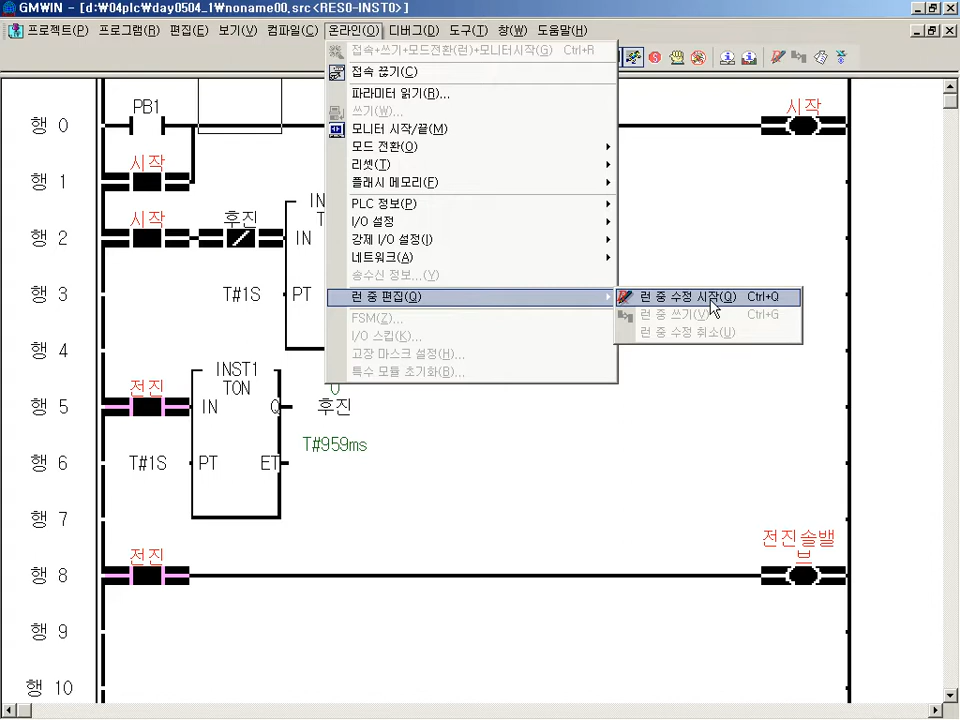 GMWIN - [d:₩04plc₩day0504_1₩noname00,src<RES0-INST0>]
프로젝트(P) 프로그램(R) 편집(E) 보기(V) 컴파일(C) 온라인(O) 디버그(D) 도구(T) 창(W) 도움말(H)
접속+쓰기+모드전환(런)+모니터시작(G) Ctrl+R
접속 끊기(C)
파라미터 읽기(R)...
쓰기(W)...
모니터 시작/끝(M)
모드 전환(O)
리셋(T)
플래시 메모리(F)
PLC 정보(P)
I/O 설정
강제 I/O 설정(I)
네트워크(A)
송수신 정보...(Y)
런 중 편집(Q)
FSM(Z)...
I/O 스킵(K)...
고장 마스크 설정(H)...
특수 모듈 초기화(B)...
런 중 수정 시작(Q) Ctrl+Q
런 중 쓰기(V) Ctrl+G
런 중 수정 취소(U)
PB1
시작
행 0
시작
행 1
시작
후진
IN
T
행 2
IN
행 3
T#1S
PT
행 4
INST1
TON
0
전진
행 5
IN
Q
후진
T#959ms
행 6
T#1S
PT
ET
행 7
전진
전진솔밸
브
행 8
행 9
행 10